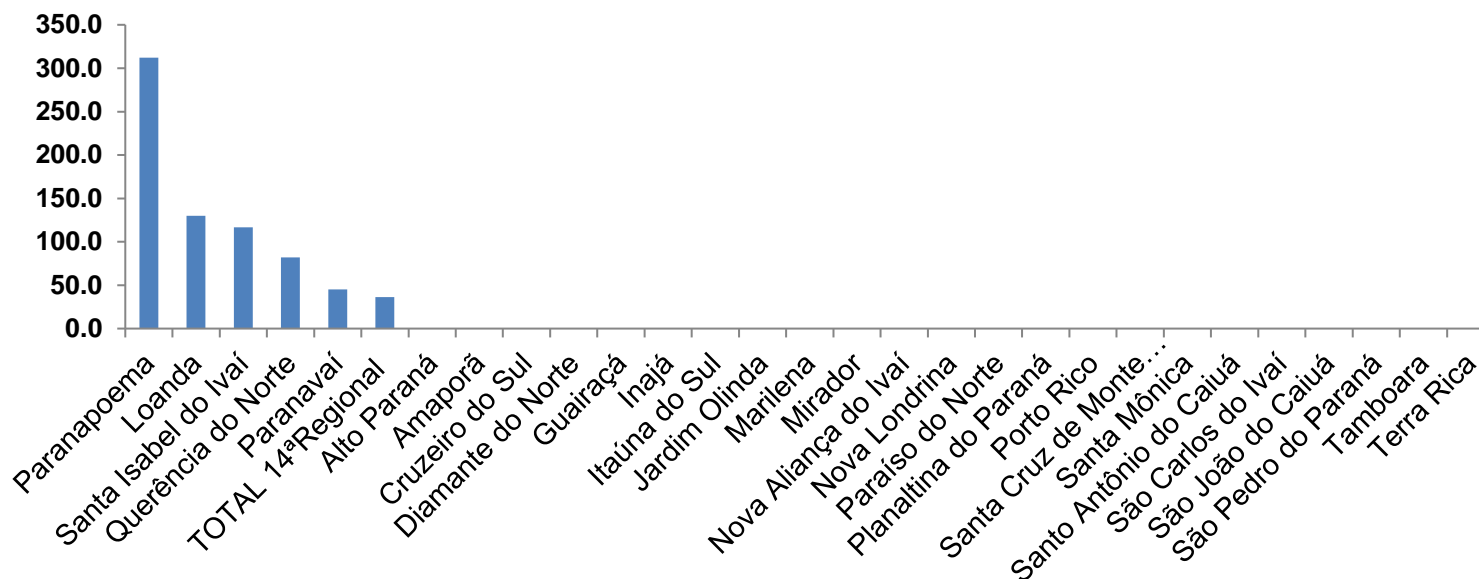 350.0
300.0
250.0
200.0
150.0
100.0
50.0
0.0
Paranapoema
Loanda
Santa Isabel do Ivaí
Querência do Norte
Paranavaí
TOTAL 14ªRegional
Alto Paraná
Amaporã
Cruzeiro do Sul
Diamante do Norte
Guairaçá
Inajá
Itaúna do Sul
Jardim Olinda
Marilena
Mirador
Nova Aliança do Ivaí
Nova Londrina
Paraíso do Norte
Planaltina do Paraná
Porto Rico
Santa Cruz de Monte…
Santa Mônica
Santo Antônio do Caiuá
São Carlos do Ivaí
São João do Caiuá
São Pedro do Paraná
Tamboara
Terra Rica